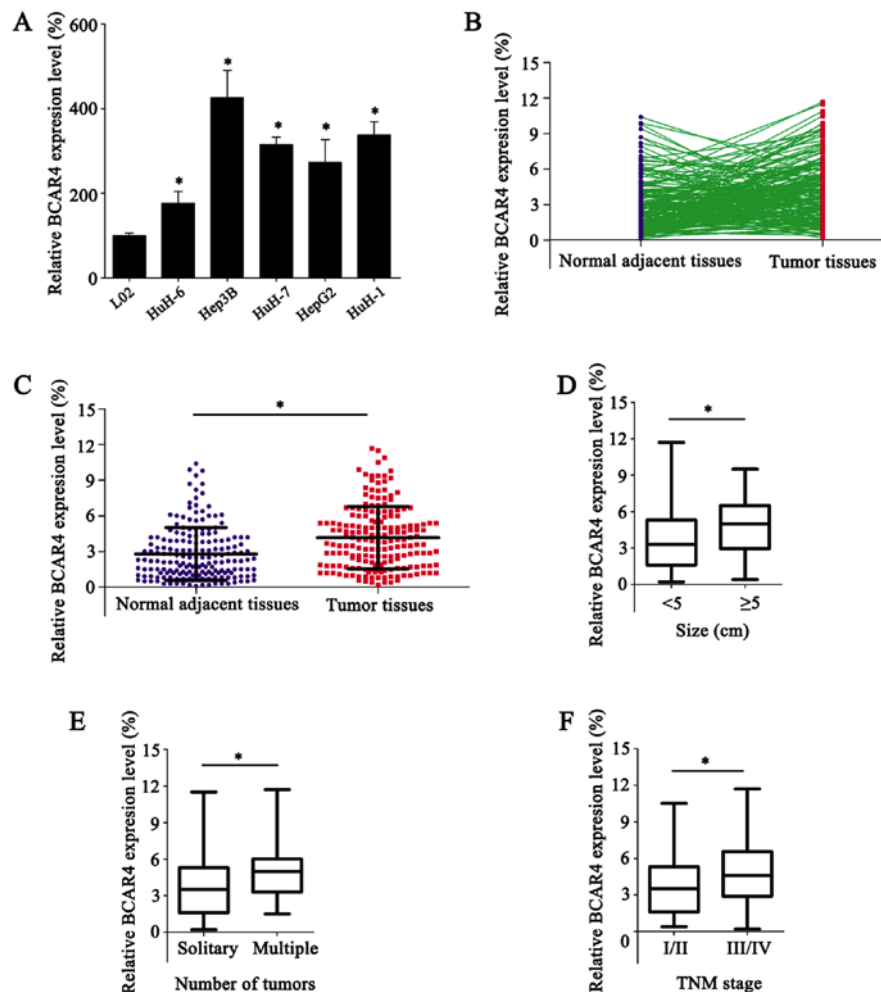 A
Relative BCAR4 expresion level (%)
600
400
200
0
*
*
*
*
*
L02
HuH-6
Hep3B
HuH-7
HepG2
HuH-1
B
Relative BCAR4 expresion level (%)
15
12
9
6
3
0
Normal adjacent tissues
Tumor tissues
C
Relative BCAR4 expresion level (%)
15
12
9
6
3
0
*
Normal adjacent tissues
Tumor tissues
D
Relative BCAR4 expresion level (%)
15
12
9
6
3
0
*
<5
≥5
Size (cm)
E
Relative BCAR4 expresion level (%)
15
12
9
6
3
0
*
Solitary
Multiple
Number of tumors
F
Relative BCAR4 expresion level (%)
15
12
9
6
3
0
*
I/II
III/IV
TNM stage